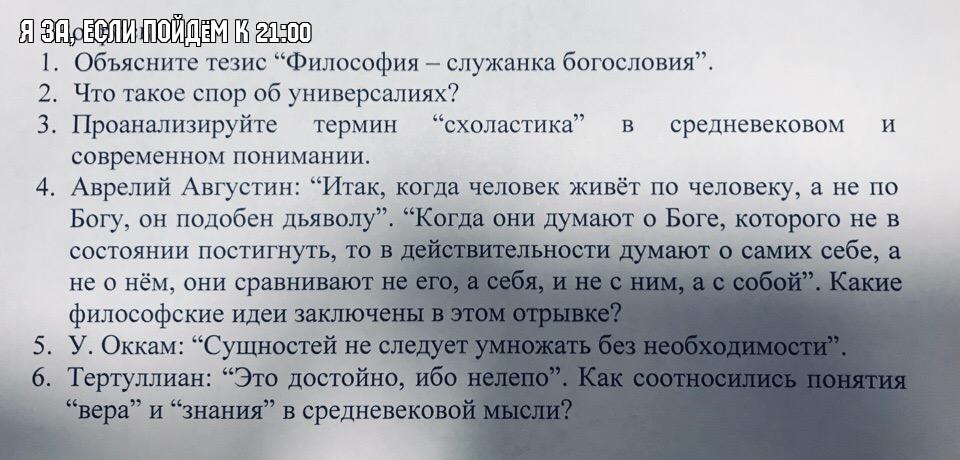 Я ЗА, ЕСЛИ ПОЙДЁМ К 21:00
1. Объясните тезис “Философия – служанка богословия”.
2. Что такое спор об универсалиях?
3. Проанализируйте термин “схоластика” в средневековом и
современном понимании.
4. Аврелий Августин: “Итак, когда человек живёт по человеку, а не по
Богу, он подобен дьяволу”. “Когда они думают о Боге, которого не в
состоянии постигнуть, то в действительности думают о самих себе, а
не о нём, они сравнивают не его, а себя, и не с ним, а с собой”. Какие
философские идеи заключены в этом отрывке?
5. У. Оккам: “Сущностей не следует умножать без необходимости”.
6. Тертуллиан: “Это достойно, ибо нелепо”. Как соотносились понятия
“вера” и “знания” в средневековой мысли?